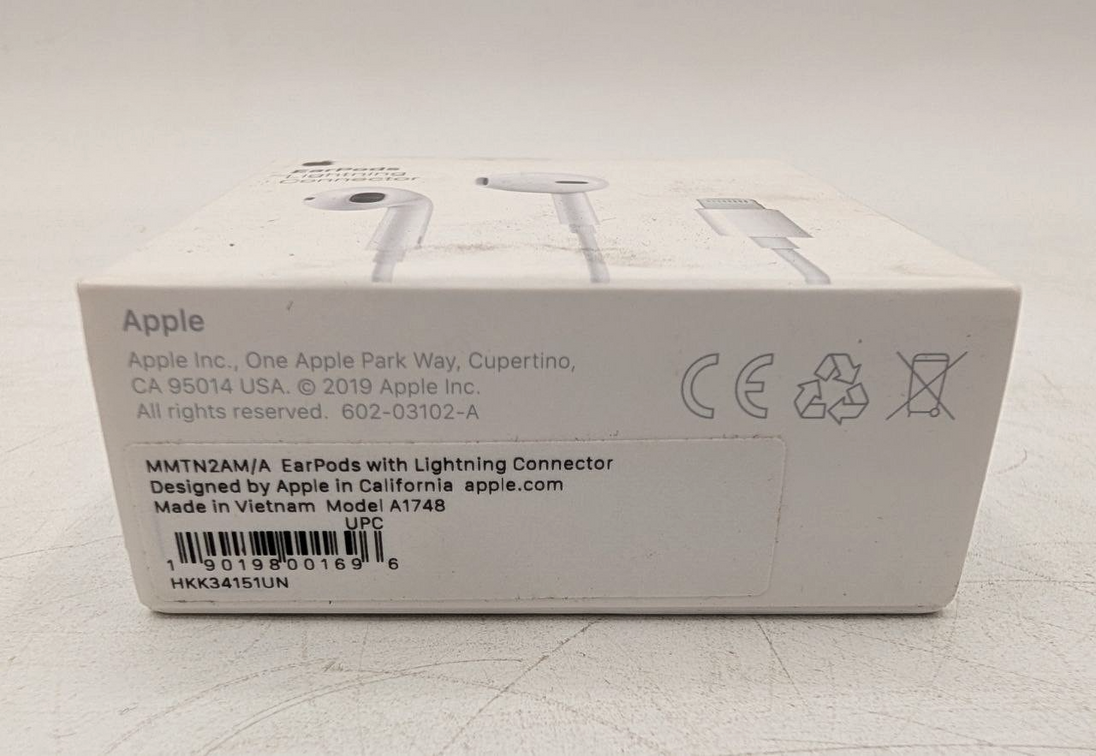 EarPods
Lightning
Connector
Apple
Apple Inc., One Apple Park Way, Cupertino,
CA 95014 USA. © 2019 Apple Inc.
All rights reserved. 602-03102-A
CE
MMTN2AM/A EarPods with Lightning Connector
Designed by Apple in California apple.com
Made in Vietnam Model A1748
UPC
1 90198 00169 6
HKK34151UN